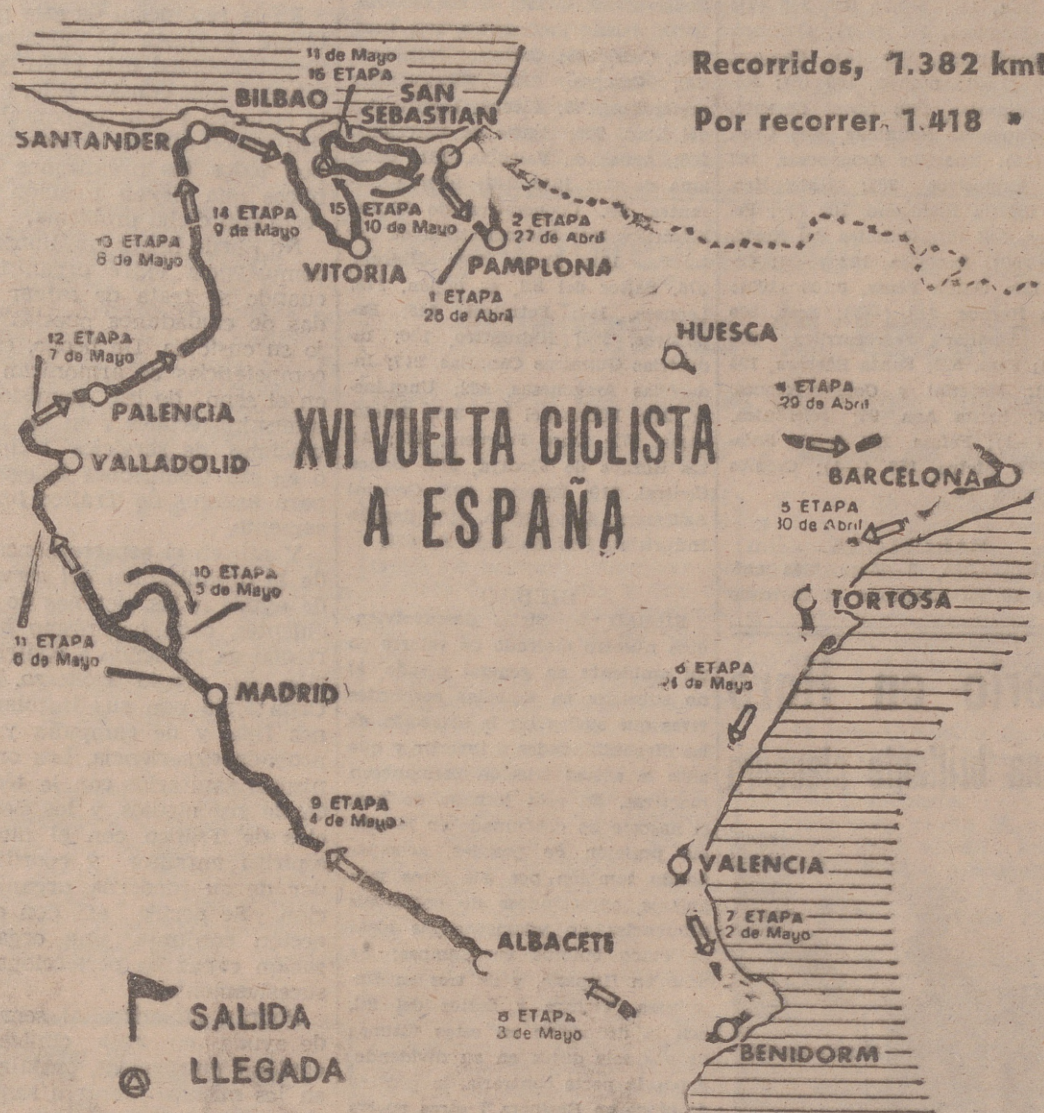 Recorridos, 1.382 kmt
Por recorrer 1.418 "
11 de Mayo
16 ETAPA
BILBAO
SAN
SEBASTIAN
SANTANDER
14 ETAPA
9 de Mayo
15 ETAPA
10 de Mayo
2 ETAPA
27 de Abril
VITORIA
PAMPLONA
1 ETAPA
26 de Abril
13 ETAPA
8 de Mayo
HUESCA
12 ETAPA
7 de Mayo
4 ETAPA
29 de Abril
PALENCIA
XVI VUELTA CICLISTA
A ESPAÑA
VALLADOLID
BARCELONA
5 ETAPA
30 de Abril
10 ETAPA
5 de Mayo
TORTOSA
11 ETAPA
6 de Mayo
6 ETAPA
de Mayo
MADRID
9 ETAPA
4 de Mayo
VALENCIA
7 ETAPA
2 de Mayo
ALBACETE
8 ETAPA
3 de Mayo
BENIDORM
SALIDA
LLEGADA